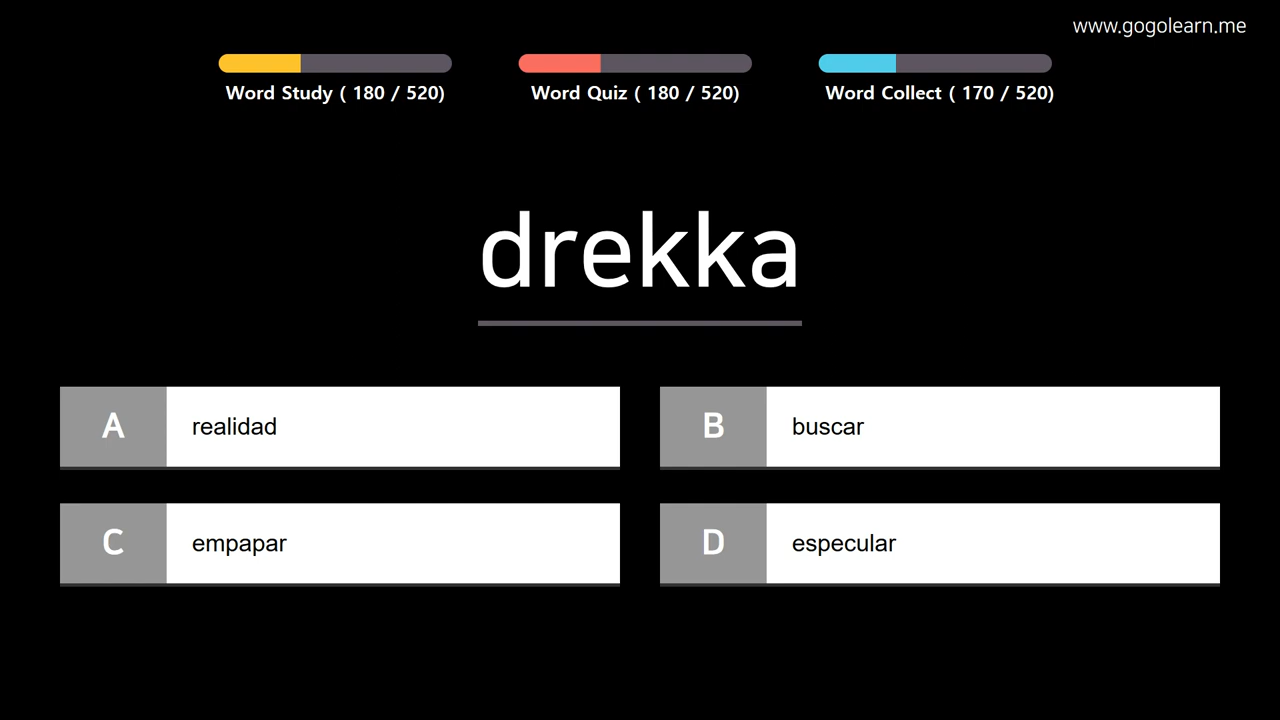 www.gogolearn.me
Word Study ( 180 / 520)
Word Quiz ( 180 / 520)
Word Collect ( 170 / 520)
drekka
A realidad
B buscar
C empapar
D especular